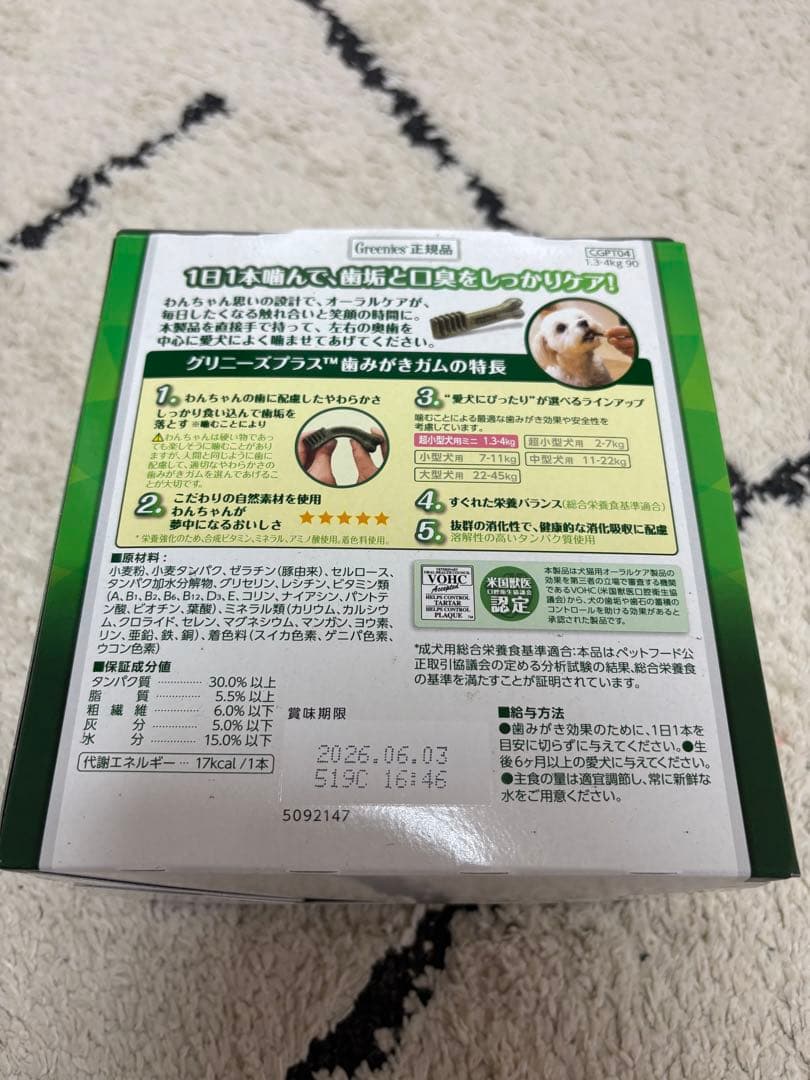 Greenies 正規品
CGPT04
1.3-4kg 90
1日1本噛んで、歯垢と口臭をしっかりケア!
わんちゃん思いの設計で、オーラルケアが、
毎日したくなる触れ合いと笑顔の時間に。
本製品を直接手で持って、左右の奥歯を
中心に愛犬によく噛ませてあげてください。
グリニーズプラス™歯みがきガムの特長
1. わんちゃんの歯に配慮したやわらかさ
しっかり食い込んで歯垢を
落とす ※噛むことにより
⚠わんちゃんは硬い物であっ
ても楽しそうに噛むことがあり
ますが、人間と同じように歯に
配慮して、適切なやわらかさの
歯みがきガムを選んであげるこ
とが大切です。
2. こだわりの自然素材を使用
わんちゃんが
夢中になるおいしさ ★★★★★
*栄養強化のため、合成ビタミン、ミネラル、アミノ酸使用。着色料使用。
3. “愛犬にぴったり”が選べるラインアップ
噛むことによる最適な歯みがき効果や安全性を
考慮しています。
超小型犬用ミニ 1.3-4kg 超小型犬用 2-7kg
小型犬用 7-11kg 中型犬用 11-22kg
大型犬用 22-45kg
4. すぐれた栄養バランス(総合栄養食基準適合)
5. 抜群の消化性で、健康的な消化吸収に配慮
溶解性の高いタンパク質使用
■原材料:
小麦粉、小麦タンパク、ゼラチン(豚由来)、セルロース、
タンパク加水分解物、グリセリン、レシチン、ビタミン類
(A、B1、B2、B6、B12、D3、E、コリン、ナイアシン、パントテ
ン酸、ビオチン、葉酸)、ミネラル類(カリウム、カルシウ
ム、クロライド、セレン、マグネシウム、マンガン、ヨウ素、
リン、亜鉛、鉄、銅)、着色料(スイカ色素、ゲニパ色素、
ウコン色素)
■保証成分値
タンパク質 ………… 30.0%以上
脂質 ………… 5.5%以上
粗繊維 ………… 6.0%以下
灰分 ………… 5.0%以下
水分 ………… 15.0%以下
代謝エネルギー … 17kcal /1本
賞味期限
2026.06.03
519C 16:46
5092147
VETERINARY
ORAL HEALTH COUNCIL
VOHC
Accepted
HELPS CONTROL
TARTAR
HELPS CONTROL
PLAQUE
米国獣医
口腔衛生協議会
認定
本製品は犬猫用オーラルケア製品の
効果を第三者の立場で審査する機関
であるVOHC(米国獣医口腔衛生協
議会)から、犬の歯垢や歯石の蓄積の
コントロールを助ける効果があると
承認された製品です。
*成犬用総合栄養食基準適合:本品はペットフード公
正取引協議会の定める分析試験の結果、総合栄養食
の基準を満たすことが証明されています。
■給与方法
●歯みがき効果のために、1日1本を
目安に切らずに与えてください。●生
後6ヶ月以上の愛犬に与えてください。
●主食の量は適宜調節し、常に新鮮な
水をご用意ください。